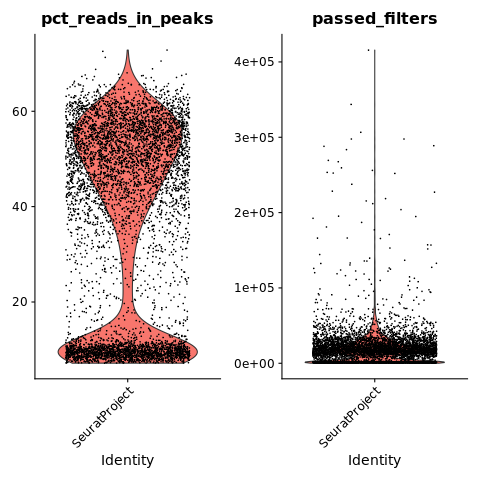 pct_reads_in_peaks
60
40
20
SeuratProject
Identity
passed_filters
4e+05
3e+05
2e+05
1e+05
0e+00
SeuratProject
Identity